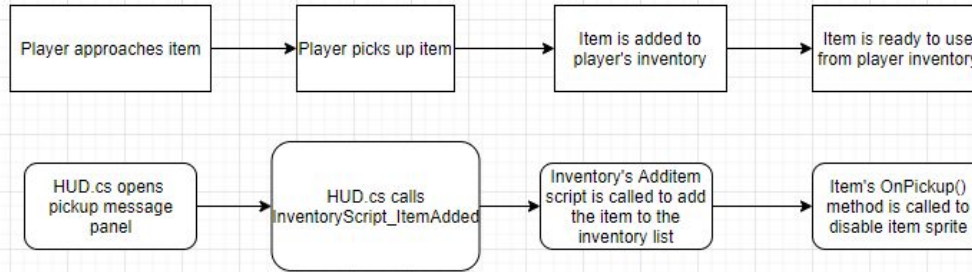 Player approaches item
Player picks up item
Item is added to
player's inventory
Item is ready to use
from player inventory
HUD.cs opens
pickup message
panel
HUD.cs calls
InventoryScript_ItemAdded
Inventory's Additem
script is called to add
the item to the
inventory list
Item's OnPickup()
method is called to
disable item sprite